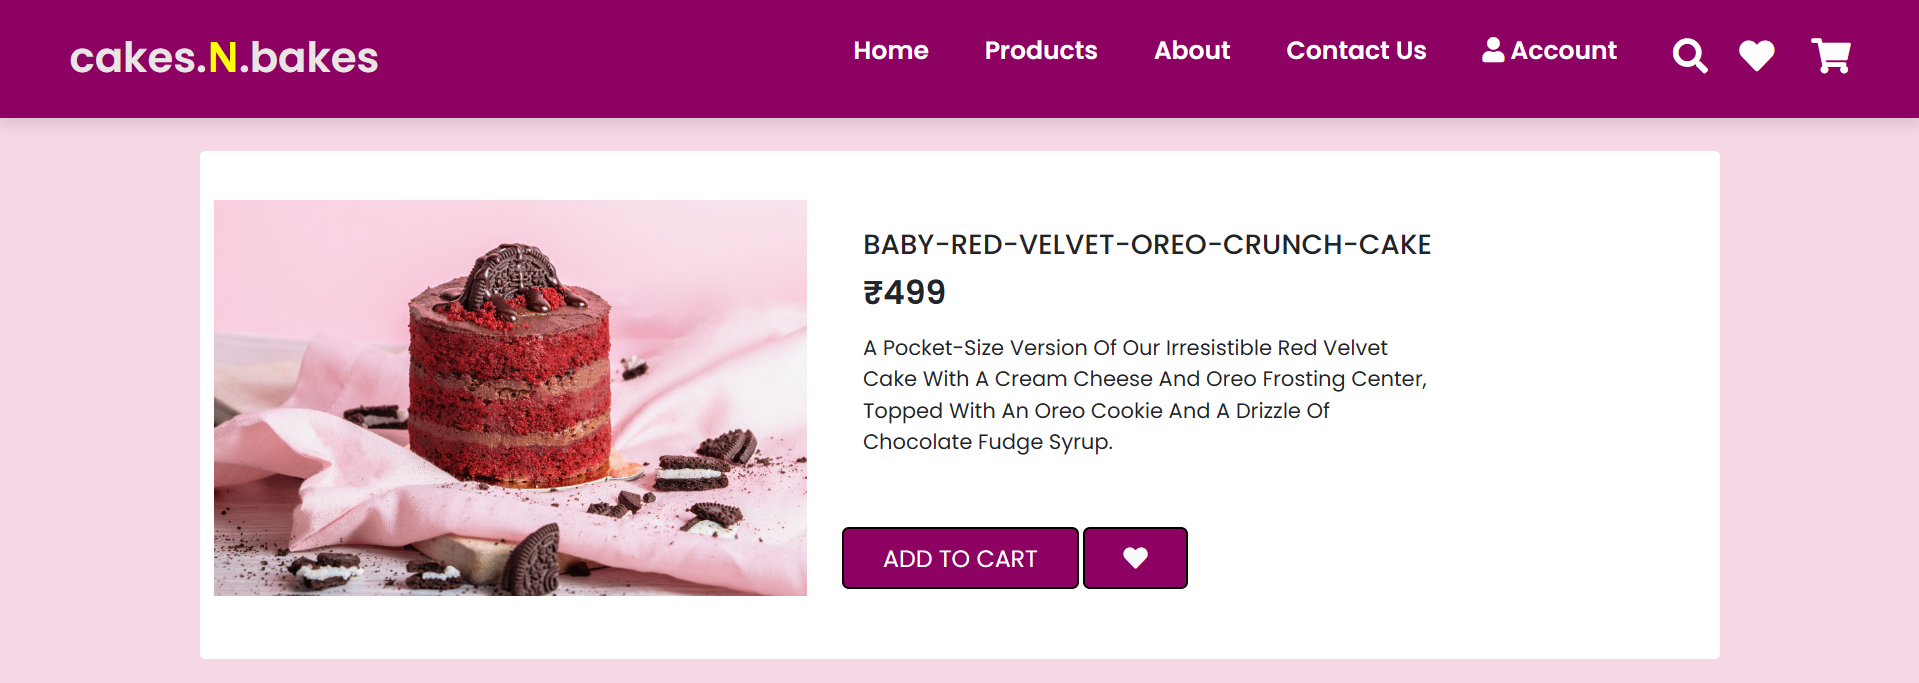 cakes.N.bakes
Home Products About Contact Us Account
BABY-RED-VELVET-OREO-CRUNCH-CAKE
₹499
A Pocket-Size Version Of Our Irresistible Red Velvet
Cake With A Cream Cheese And Oreo Frosting Center,
Topped With An Oreo Cookie And A Drizzle Of
Chocolate Fudge Syrup.
ADD TO CART